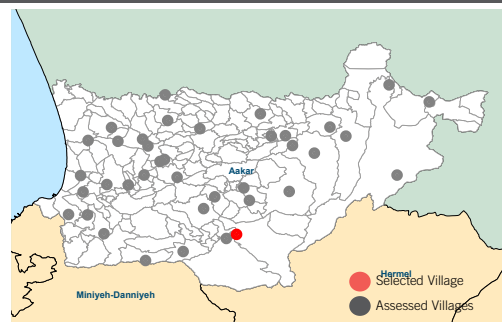 Aakar
Hermel
Selected Village
Miniyeh-Danniyeh
Assessed Villages